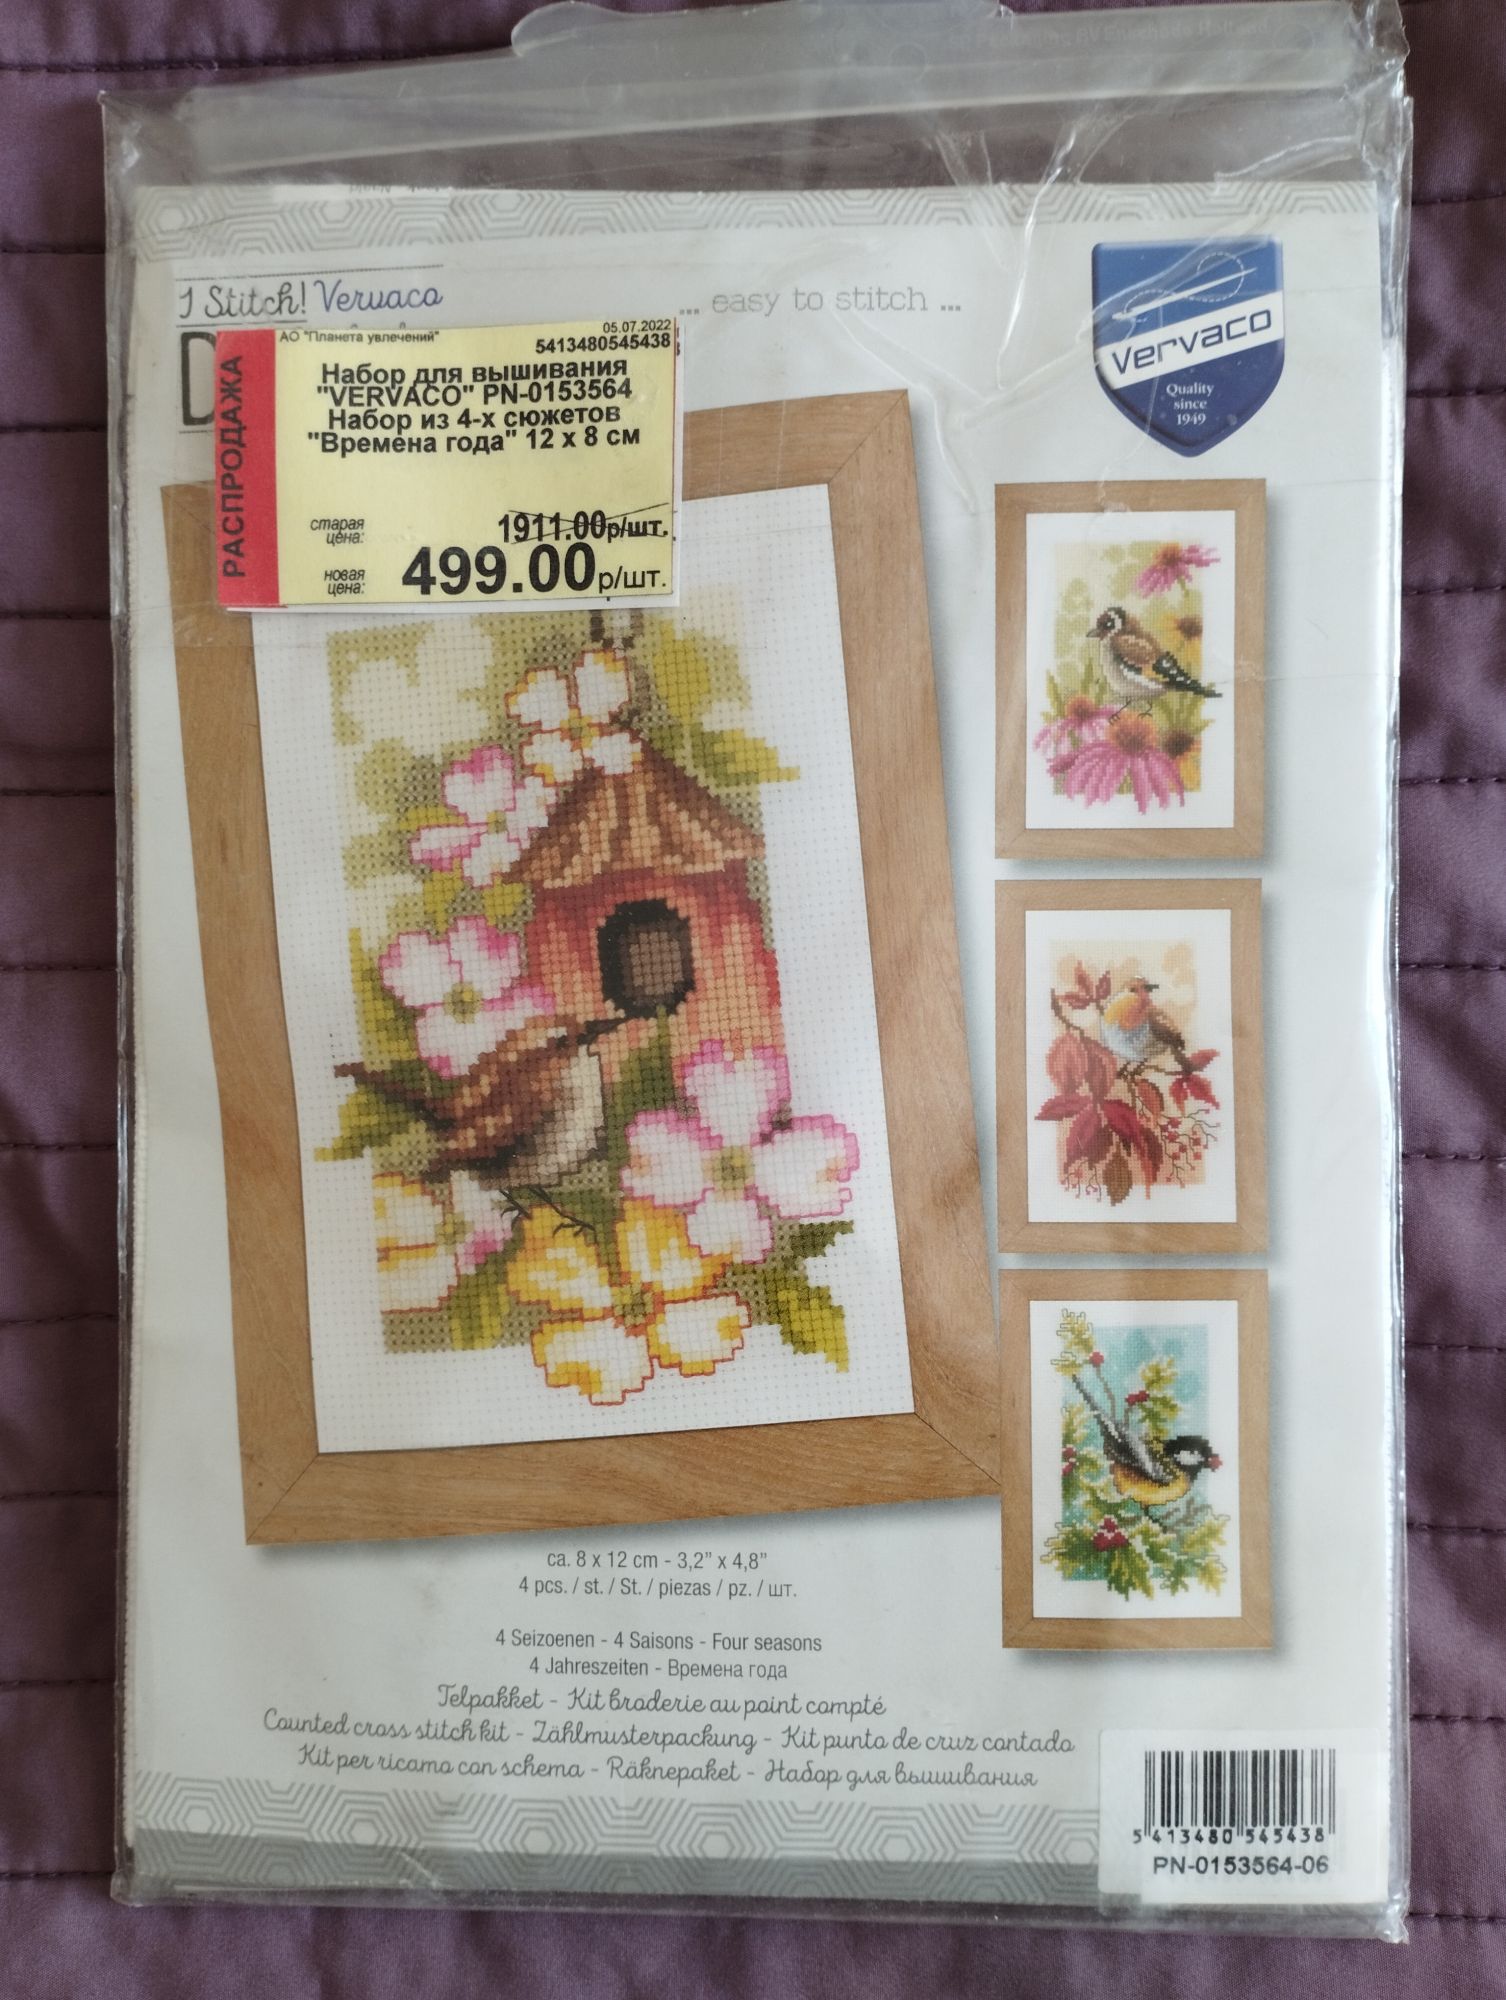 Packaging BV Enschede Holland
1 Stitch! Vervaco
... easy to stitch ...
Vervaco
Quality
since
1949
D
РАСПРОДАЖА
АО "Планета увлечений"
05.07.2022
5413480545438
Набор для вышивания
"VERVACO" PN-0153564
Набор из 4-х сюжетов
"Времена года" 12 x 8 см
старая
цена:
1911.00р/шт.
новая
цена:
499.00р/шт.
ca. 8 x 12 cm - 3,2” x 4,8”
4 pcs. / st. / St. / piezas / pz. / шт.
4 Seizoenen - 4 Saisons - Four seasons
4 Jahreszeiten - Времена года
Telpakket - Kit broderie au point compté
Counted cross stitch kit - Zählmusterpackung - Kit punto de cruz contado
Kit per ricamo con schema - Räknepaket - Набор для вышивания
5 413480 545438
PN-0153564-06